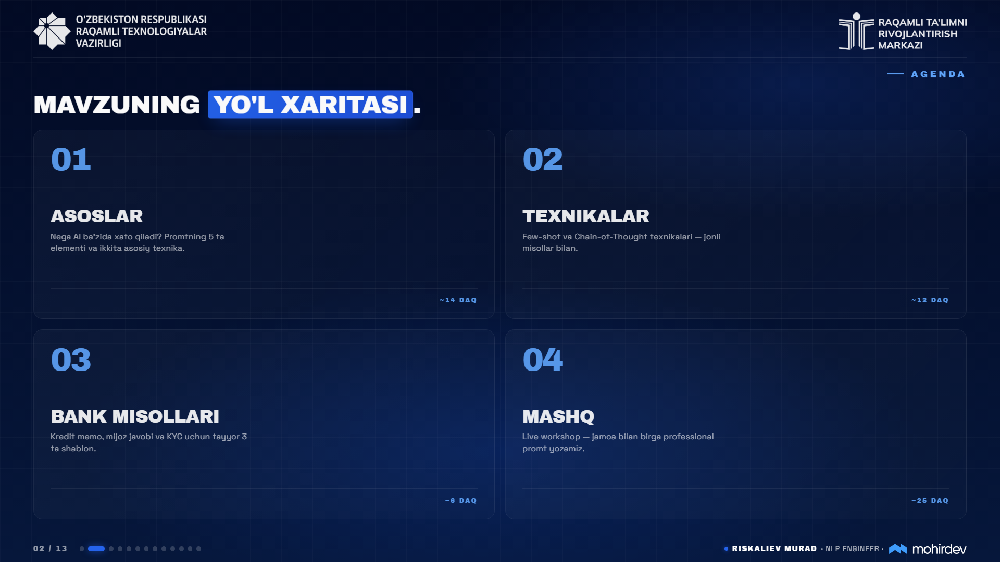 O'ZBEKISTON RESPUBLIKASI
RAQAMLI TEXNOLOGIYALAR
VAZIRLIGI
RAQAMLI TA'LIMNI
RIVOJLANTIRISH
MARKAZI
AGENDA
MAVZUNING YO'L XARITASI.
01
ASOSLAR
Nega AI ba'zida xato qiladi? Promtning 5 ta
elementi va ikkita asosiy texnika.
~14 DAQ
02
TEXNIKALAR
Few-shot va Chain-of-Thought texnikalari — jonli
misollar bilan.
~12 DAQ
03
BANK MISOLLARI
Kredit memo, mijoz javobi va KYC uchun tayyor 3
ta shablon.
~6 DAQ
04
MASHQ
Live workshop — jamoa bilan birga professional
promt yozamiz.
~25 DAQ
02 / 13
RISKALIEV MURAD · NLP ENGINEER · mohirdev